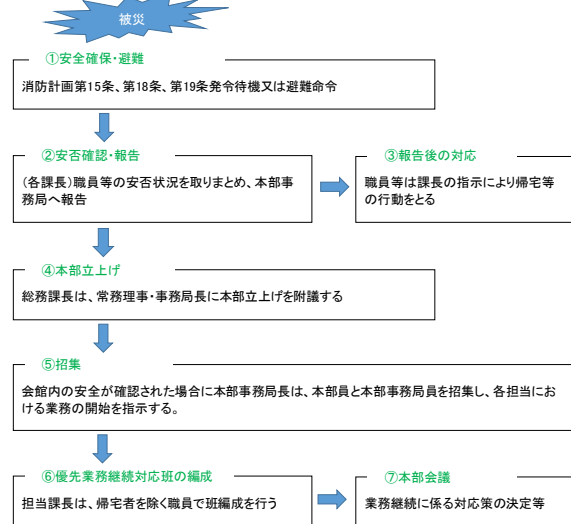 被災
①安全確保・避難
消防計画第15条、第18条、第19条発令待機又は避難命令
②安否確認・報告
(各課長)職員等の安否状況を取りまとめ、本部事
務局へ報告
③報告後の対応
職員等は課長の指示により帰宅等
の行動をとる
④本部立上げ
総務課長は、常務理事・事務局長に本部立上げを附議する
⑤招集
会館内の安全が確認された場合に本部事務局長は、本部員と本部事務局員を招集し、各担当にお
ける業務の開始を指示する。
⑥優先業務継続対応班の編成
担当課長は、帰宅者を除く職員で班編成を行う
⑦本部会議
業務継続に係る対応策の決定等